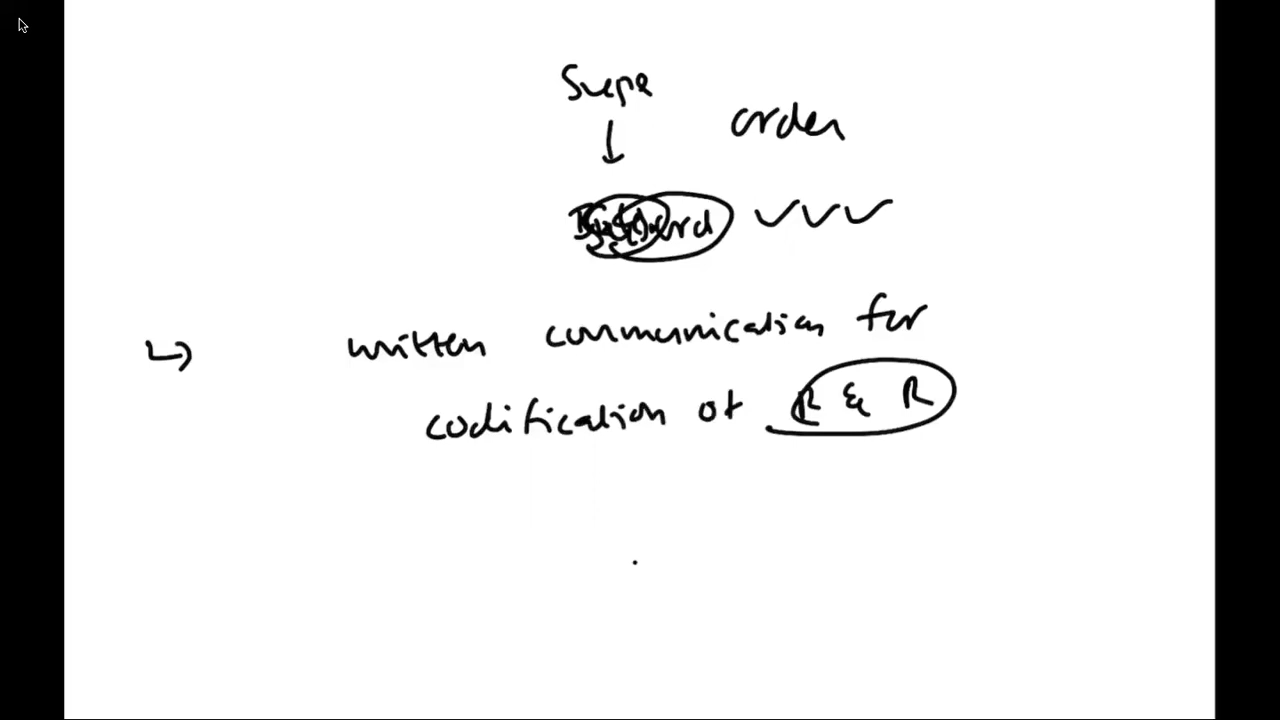 Supe
order
written communication for
codification of R & R